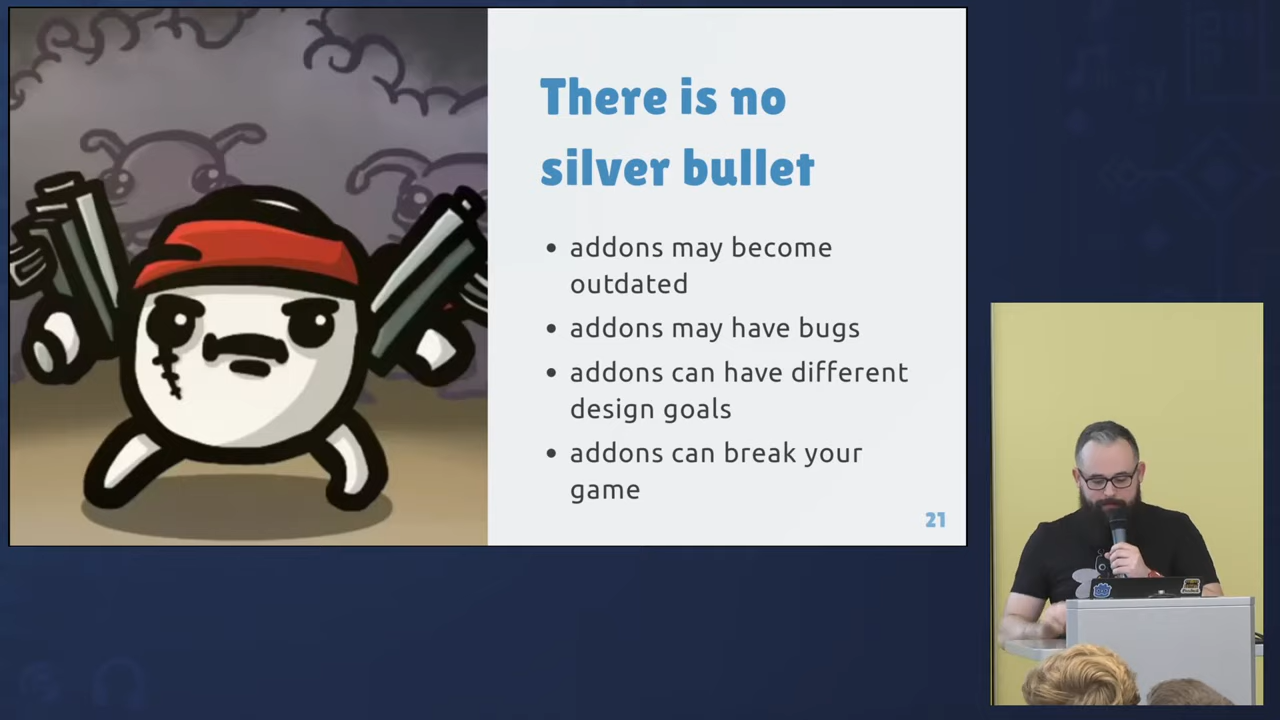 There is no
silver bullet
• addons may become
outdated
• addons may have bugs
• addons can have different
design goals
• addons can break your
game
21